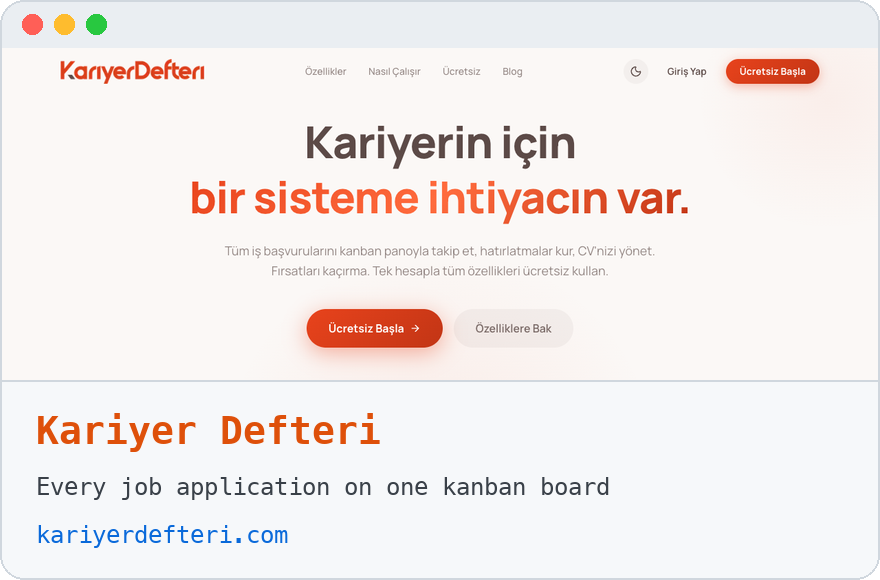 KarıyerDefterı
Özellikler Nasıl Çalışır Ücretsiz Blog Giriş Yap Ücretsiz Başla
Kariyerin için
bir sisteme ihtiyacın var.
Tüm iş başvurularını kanban panoyla takip et, hatırlatmalar kur, CV'nizi yönet.
Fırsatları kaçırma. Tek hesapla tüm özellikleri ücretsiz kullan.
Ücretsiz Başla → Özelliklere Bak
Kariyer Defteri
Every job application on one kanban board
kariyerdefteri.com